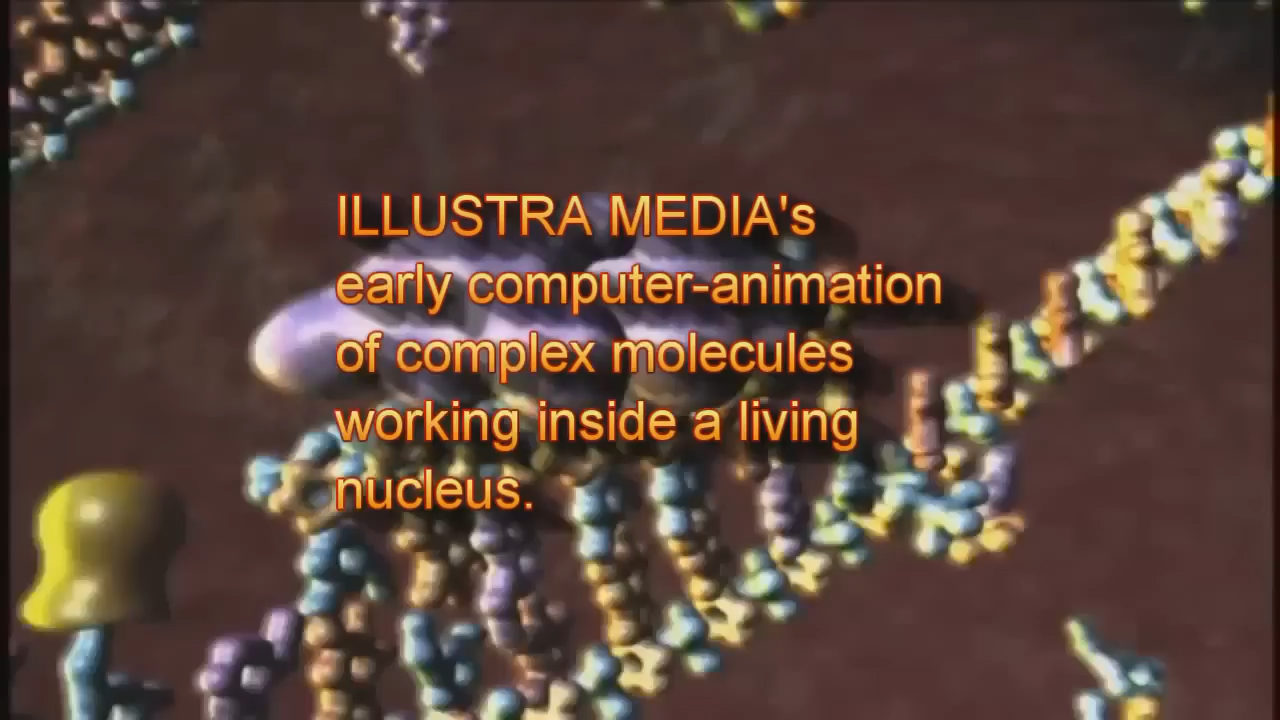 ILLUSTRA MEDIA's
early computer-animation
of complex molecules
working inside a living
nucleus.